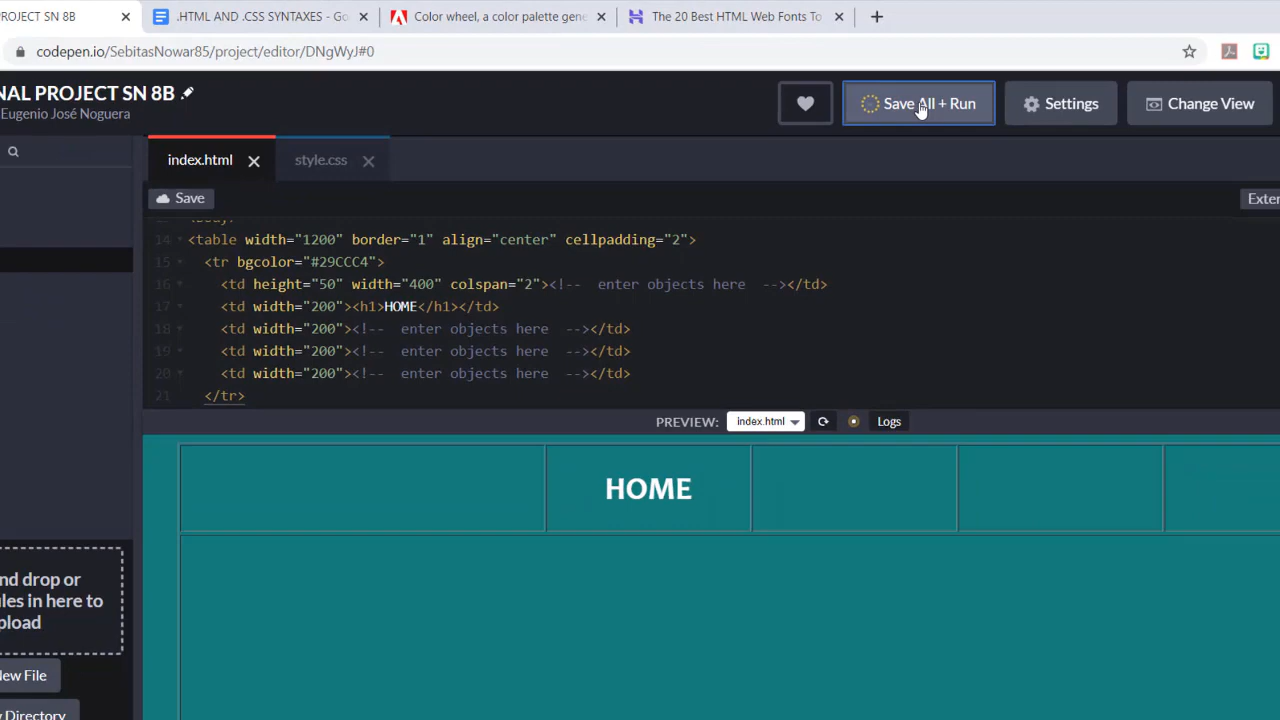 PROJECT SN 8B
.HTML AND .CSS SYNTAXES - Go
Color wheel, a color palette gene
The 20 Best HTML Web Fonts To
codepen.io/SebitasNowar85/project/editor/DNgWyJ#0
NAL PROJECT SN 8B
Eugenio José Noguera
Save All + Run
Settings
Change View
index.html
style.css
Save
Exter
14 <table width="1200" border="1" align="center" cellpadding="2">
15 <tr bgcolor="#29CCC4">
16 <td height="50" width="400" colspan="2"><!-- enter objects here --></td>
17 <td width="200"><h1>HOME</h1></td>
18 <td width="200"><!-- enter objects here --></td>
19 <td width="200"><!-- enter objects here --></td>
20 <td width="200"><!-- enter objects here --></td>
21 </tr>
PREVIEW: index.html Logs
HOME
nd drop or
iles in here to
pload
New File
Directory